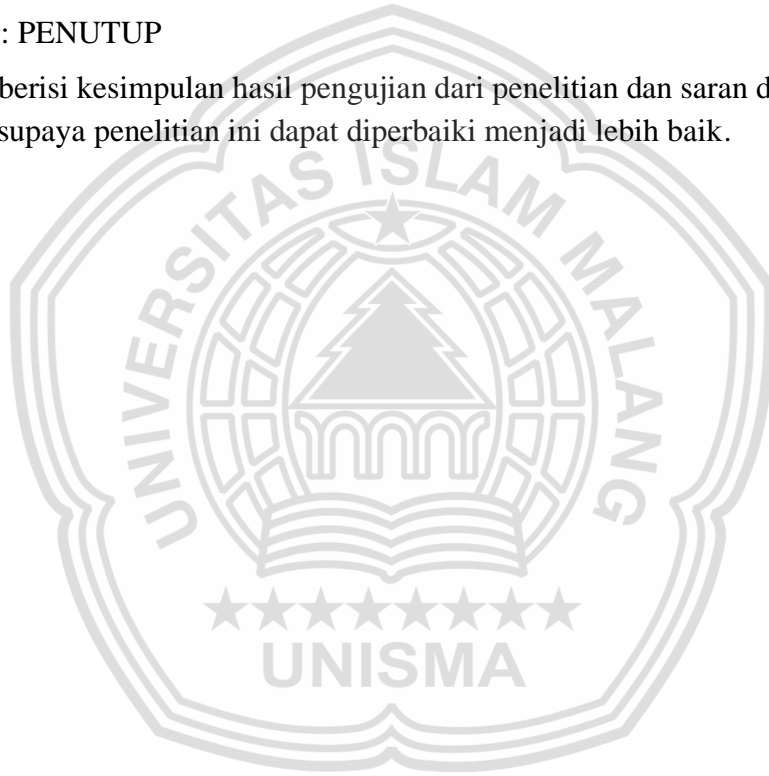 : PENUTUP
berisi kesimpulan hasil pengujian dari penelitian dan saran
supaya penelitian ini dapat diperbaiki menjadi lebih baik.
UNIVERSITAS ISLAM MALANG
UNISMA